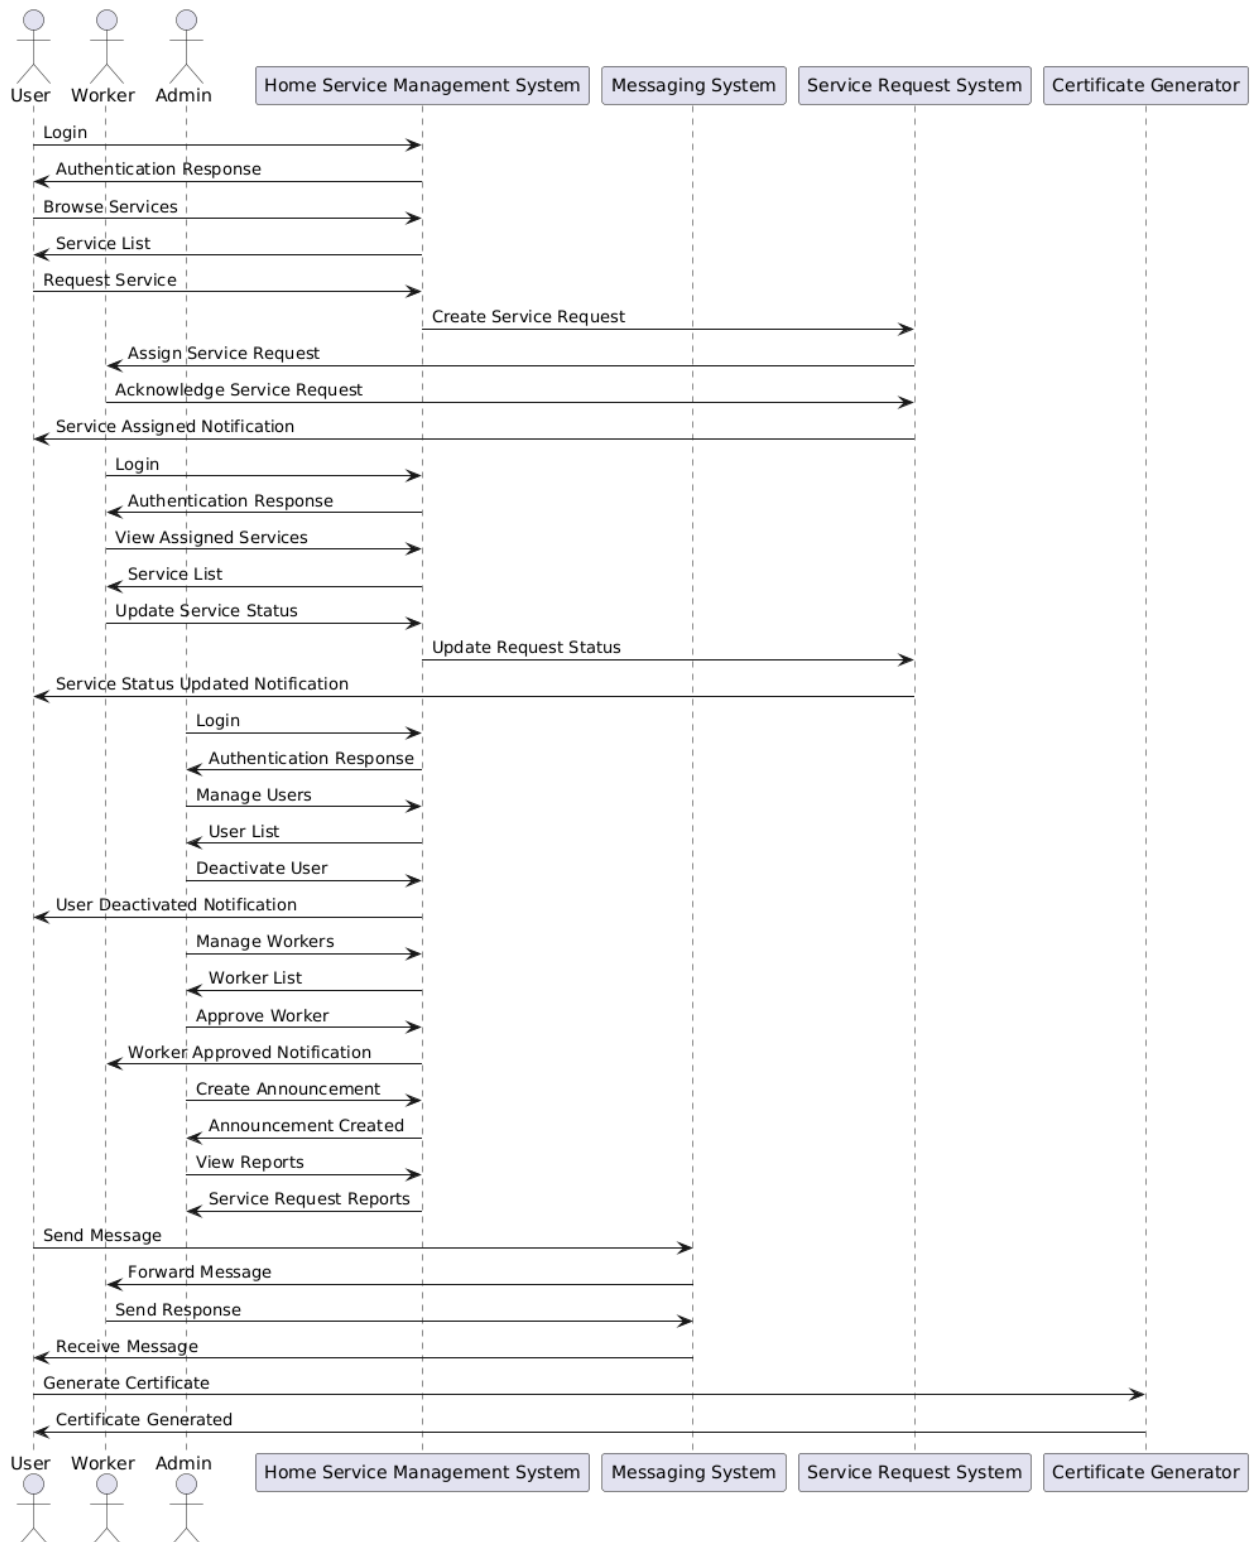 User Worker Admin Home Service Management System Messaging System Service Request System Certificate Generator
Login
Authentication Response
Browse Services
Service List
Request Service
Create Service Request
Assign Service Request
Acknowledge Service Request
Service Assigned Notification
Login
Authentication Response
View Assigned Services
Service List
Update Service Status
Update Request Status
Service Status Updated Notification
Login
Authentication Response
Manage Users
User List
Deactivate User
User Deactivated Notification
Manage Workers
Worker List
Approve Worker
Worker Approved Notification
Create Announcement
Announcement Created
View Reports
Service Request Reports
Send Message
Forward Message
Send Response
Receive Message
Generate Certificate
Certificate Generated
User Worker Admin Home Service Management System Messaging System Service Request System Certificate Generator